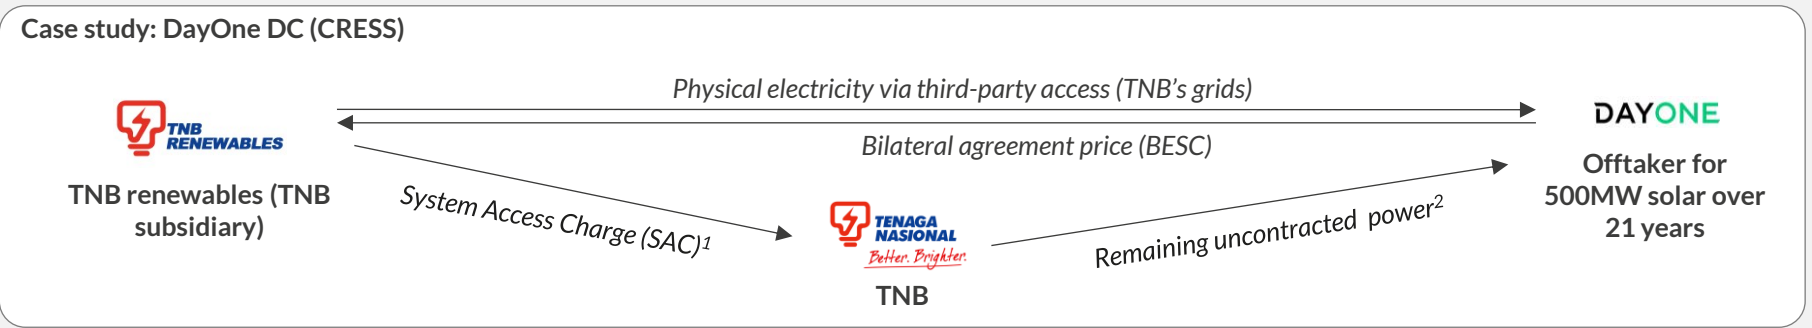 Case study: DayOne DC (CRESS)
Physical electricity via third-party access (TNB's grids)
TNB
RENEWABLES
Bilateral agreement price (BESC)
DAYONE
TNB renewables (TNB
subsidiary)
System Access Charge (SAC)1
TENAGA
NASIONAL
Better. Brighter.
TNB
Remaining uncontracted power2
Offtaker for
500MW solar over
21 years